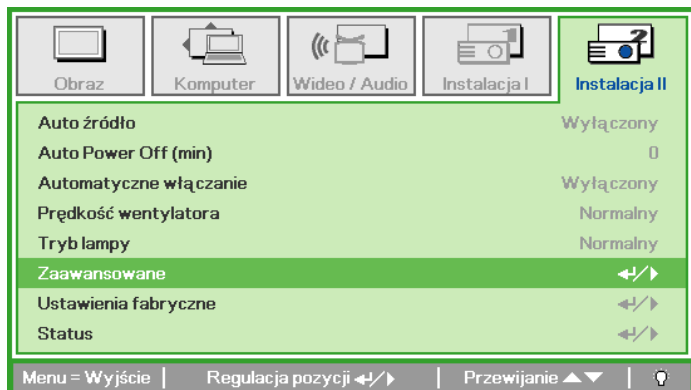 Obraz
Komputer
Wideo / Audio
Instalacja I
Instalacja II
Auto źródło Wyłączony
Auto Power Off (min) 0
Automatyczne włączanie Wyłączony
Prędkość wentylatora Normalny
Tryb lampy Normalny
Zaawansowane
Ustawienia fabryczne
Status
Menu = Wyjście | Regulacja pozycji ↵/▶ | Przewijanie ▲▼ |